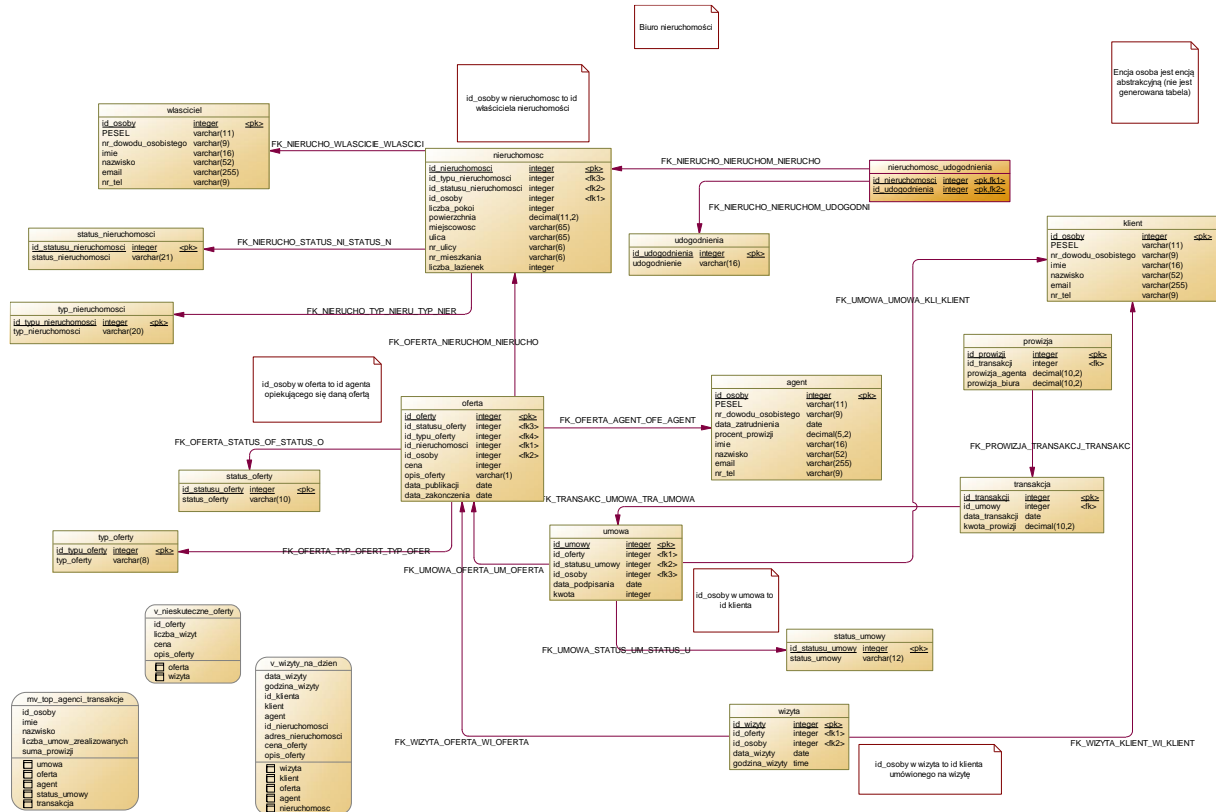 Biuro nieruchomości
Encja osoba jest encją
abstrakcyjną (nie jest
generowana tabela)
id_osoby w nieruchomosc to id
właściciela nieruchomości
wlasciciel
id_osoby integer <pk>
PESEL varchar(11)
nr_dowodu_osobistego varchar(9)
imie varchar(16)
nazwisko varchar(52)
email varchar(255)
nr_tel varchar(9)
FK_NIERUCHO_WLASCICIE_WLASCICI
nieruchomosc
id_nieruchomosci integer <pk>
id_typu_nieruchomosci integer <fk3>
id_statusu_nieruchomosci integer <fk2>
id_osoby integer <fk1>
liczba_pokoi integer
powierzchnia decimal(11,2)
miejscowosc varchar(65)
ulica varchar(65)
nr_ulicy varchar(6)
nr_mieszkania varchar(6)
liczba_lazienek integer
FK_NIERUCHO_NIERUCHOM_NIERUCHO
nieruchomosc_udogodnienia
id_nieruchomosci integer <pk,fk1>
id_udogodnienia integer <pk,fk2>
FK_NIERUCHO_NIERUCHOM_UDOGODNI
status_nieruchomosci
id_statusu_nieruchomosci integer <pk>
status_nieruchomosci varchar(21)
FK_NIERUCHO_STATUS_NI_STATUS_N
udogodnienia
id_udogodnienia integer <pk>
udogodnienie varchar(16)
klient
id_osoby integer <pk>
PESEL varchar(11)
nr_dowodu_osobistego varchar(9)
imie varchar(16)
nazwisko varchar(52)
email varchar(255)
nr_tel varchar(9)
FK_UMOWA_UMOWA_KLI_KLIENT
typ_nieruchomosci
id_typu_nieruchomosci integer <pk>
typ_nieruchomosci varchar(20)
FK_NIERUCHO_TYP_NIERU_TYP_NIER
FK_OFERTA_NIERUCHOM_NIERUCHO
prowizja
id_prowizji integer <pk>
id_transakcji integer <fk>
prowizja_agenta decimal(10,2)
prowizja_biura decimal(10,2)
id_osoby w oferta to id agenta
opiekującego się daną ofertą
agent
id_osoby integer <pk>
PESEL varchar(11)
nr_dowodu_osobistego varchar(9)
data_zatrudnienia date
procent_prowizji decimal(5,2)
imie varchar(16)
nazwisko varchar(52)
email varchar(255)
nr_tel varchar(9)
oferta
id_oferty integer <pk>
id_statusu_oferty integer <fk3>
id_typu_oferty integer <fk4>
id_nieruchomosci integer <fk1>
id_osoby integer <fk2>
cena integer
opis_oferty varchar(1)
data_publikacji date
data_zakonczenia date
FK_OFERTA_AGENT_OFE_AGENT
FK_OFERTA_STATUS_OF_STATUS_O
FK_PROWIZJA_TRANSAKCJ_TRANSAKC
status_oferty
id_statusu_oferty integer <pk>
status_oferty varchar(10)
transakcja
id_transakcji integer <pk>
id_umowy integer <fk>
data_transakcji date
kwota_prowizji decimal(10,2)
FK_TRANSAKC_UMOWA_TRA_UMOWA
typ_oferty
id_typu_oferty integer <pk>
typ_oferty varchar(8)
FK_OFERTA_TYP_OFERT_TYP_OFER
umowa
id_umowy integer <pk>
id_oferty integer <fk1>
id_statusu_umowy integer <fk2>
id_osoby integer <fk3>
data_podpisania date
kwota integer
FK_UMOWA_OFERTA_UM_OFERTA
id_osoby w umowa to
id klienta
v_nieskuteczne_oferty
id_oferty
liczba_wizyt
cena
opis_oferty
oferta
wizyta
status_umowy
id_statusu_umowy integer <pk>
status_umowy varchar(12)
FK_UMOWA_STATUS_UM_STATUS_U
v_wizyty_na_dzien
data_wizyty
godzina_wizyty
id_klienta
klient
agent
id_nieruchomosci
adres_nieruchomosci
cena_oferty
opis_oferty
wizyta
klient
oferta
agent
nieruchomosc
mv_top_agenci_transakcje
id_osoby
imie
nazwisko
liczba_umow_zrealizowanych
suma_prowizji
umowa
oferta
agent
status_umowy
transakcja
wizyta
id_wizyty integer <pk>
id_oferty integer <fk1>
id_osoby integer <fk2>
data_wizyty date
godzina_wizyty time
FK_WIZYTA_OFERTA_WI_OFERTA
FK_WIZYTA_KLIENT_WI_KLIENT
id_osoby w wizyta to id klienta
umówionego na wizytę